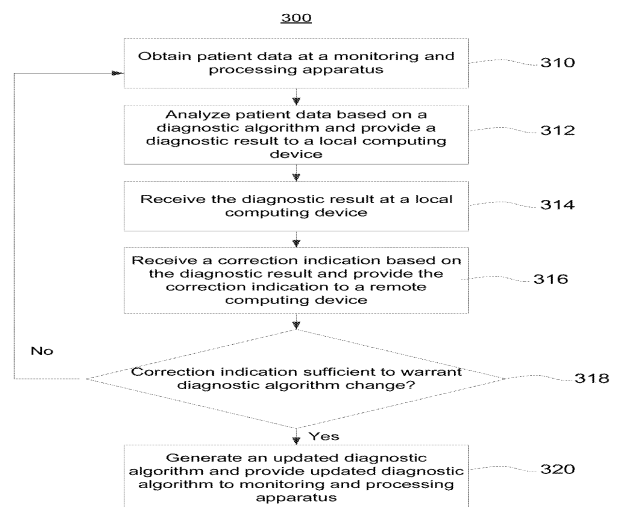 300
Obtain patient data at a monitoring and
processing apparatus
310
Analyze patient data based on a
diagnostic algorithm and provide a
diagnostic result to a local computing
device
312
Receive the diagnostic result at a local
computing device
314
Receive a correction indication based on
the diagnostic result and provide the
correction indication to a remote
computing device
316
No
Correction indication sufficient to warrant
diagnostic algorithm change?
318
Yes
Generate an updated diagnostic
algorithm and provide updated diagnostic
algorithm to monitoring and processing
apparatus
320